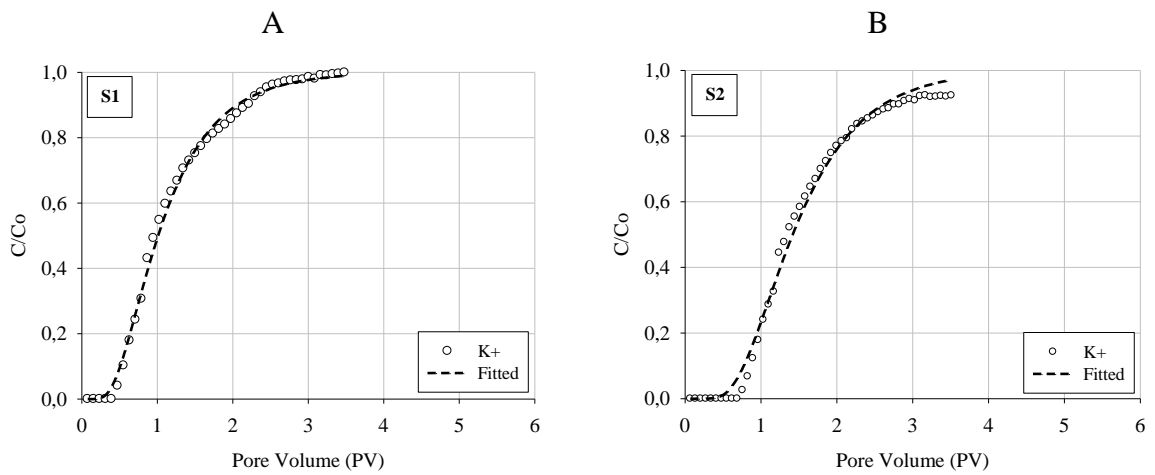 A
B
1,0
0,8
0,6
0,4
0,2
0,0
C/Co
S1
K+
Fitted
0 1 2 3 4 5 6
Pore Volume (PV)
1,0
0,8
0,6
0,4
0,2
0,0
C/Co
S2
K+
Fitted
0 1 2 3 4 5 6
Pore Volume (PV)